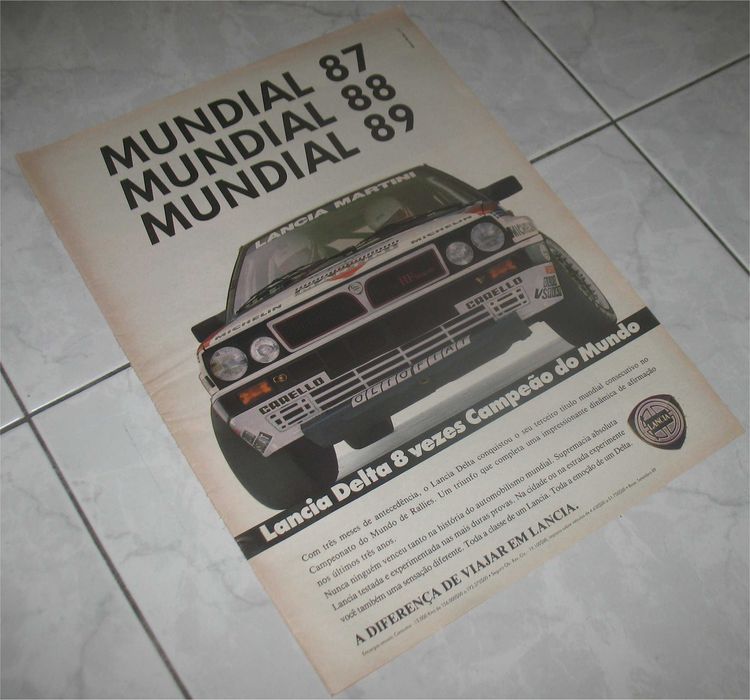 MUNDIAL 87
MUNDIAL 88
MUNDIAL 89
LANCIA MARTINI
MICHELIN
MICHELIN
CARELLO
CARELLO
OLIOFIAT
Lancia Delta 8 vezes Campeão do Mundo
Com três meses de antecedência, o Lancia Delta conquistou o seu terceiro título mundial consecutivo no
Campeonato do Mundo de Rallies. Um triunfo que completa uma impressionante dinâmica de afirmação
nos últimos três anos.
Nunca ninguém venceu tanto na história do automobilismo mundial. Supremacia absoluta
Lancia testada e experimentada nas mais duras provas. Na cidade ou na estrada experimente
você também uma sensação diferente. Toda a classe de um Lancia. Toda a emoção de um Delta.
LANCIA
A DIFERENÇA DE VIAJAR EM LANCIA.